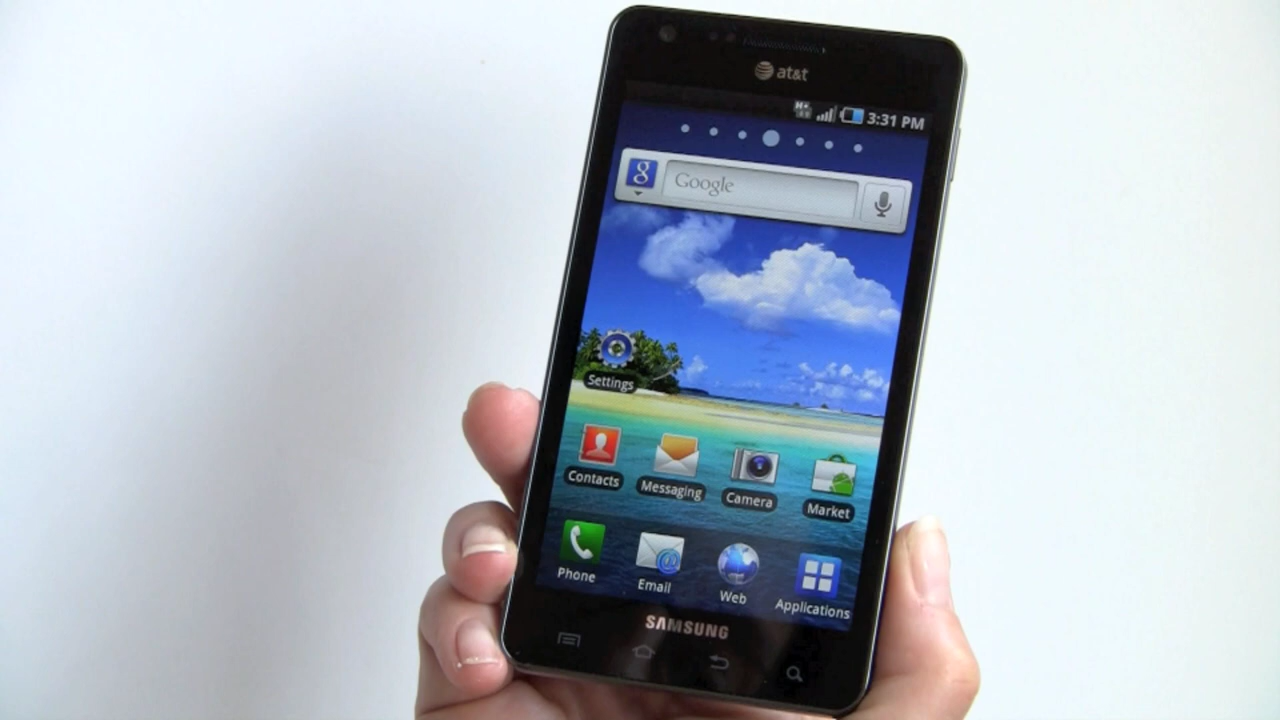 at&t
H+ 3:31 PM
g Google
Settings
Contacts Messaging Camera Market
Phone Email Web Applications
SAMSUNG